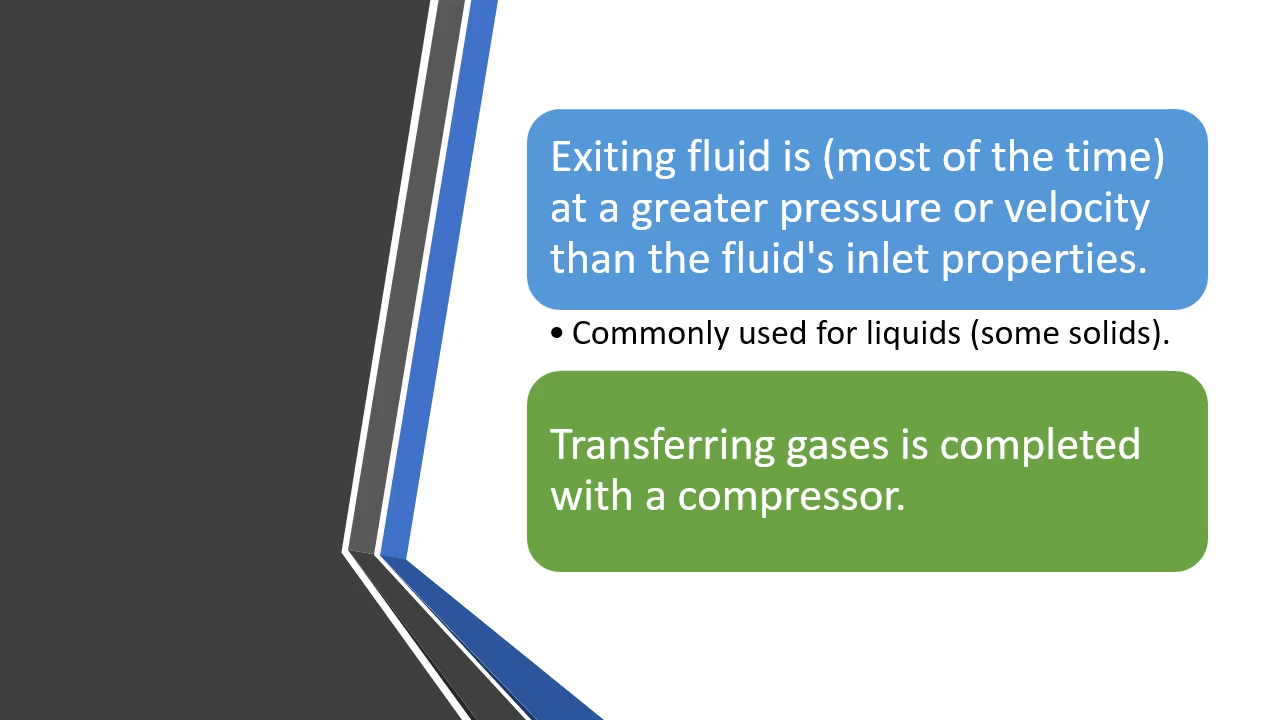 Exiting fluid is (most of the time)
at a greater pressure or velocity
than the fluid's inlet properties.
• Commonly used for liquids (some solids).
Transferring gases is completed
with a compressor.